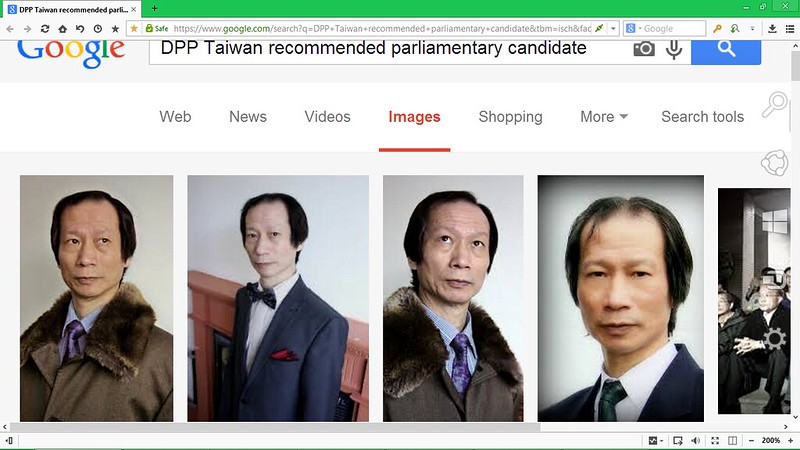 DPP Taiwan recommended parli...
Safe https://www.google.com/search?q=DPP+Taiwan+recommended+parliamentary+candidate&tbm=isch&fac
Google
Google DPP Taiwan recommended parliamentary candidate
Web News Videos Images Shopping More Search tools
200%